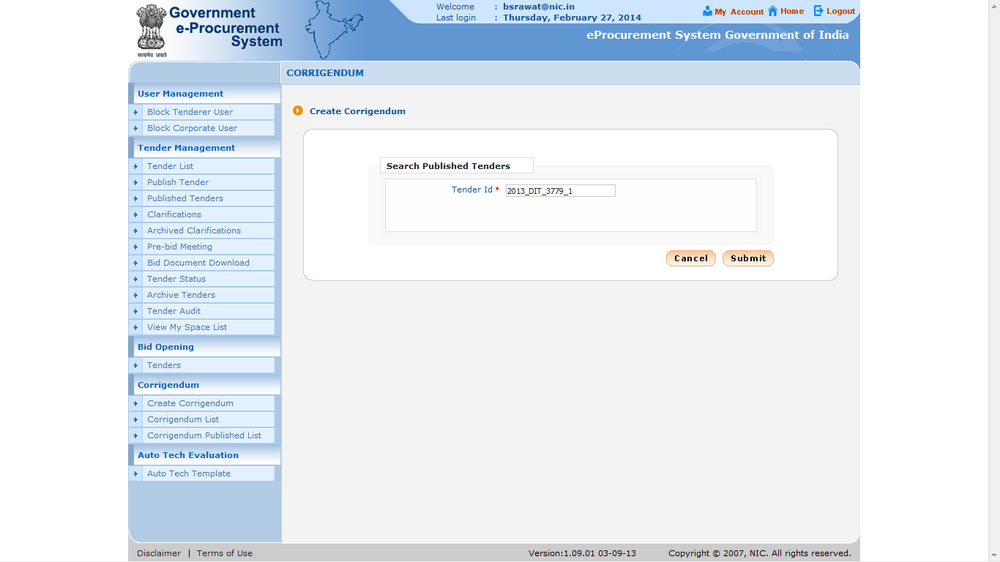 Government
e-Procurement
System
सत्यमेव जयते
Welcome : bsrawat@nic.in
Last login : Thursday, February 27, 2014
My Account Home Logout
eProcurement System Government of India
CORRIGENDUM
User Management
Block Tenderer User
Block Corporate User
Tender Management
Tender List
Publish Tender
Published Tenders
Clarifications
Archived Clarifications
Pre-bid Meeting
Bid Document Download
Tender Status
Archive Tenders
Tender Audit
View My Space List
Bid Opening
Tenders
Corrigendum
Create Corrigendum
Corrigendum List
Corrigendum Published List
Auto Tech Evaluation
Auto Tech Template
Create Corrigendum
Search Published Tenders
Tender Id * 2013_DIT_3779_1
Cancel Submit
Disclaimer | Terms of Use
Version:1.09.01 03-09-13
Copyright © 2007, NIC. All rights reserved.